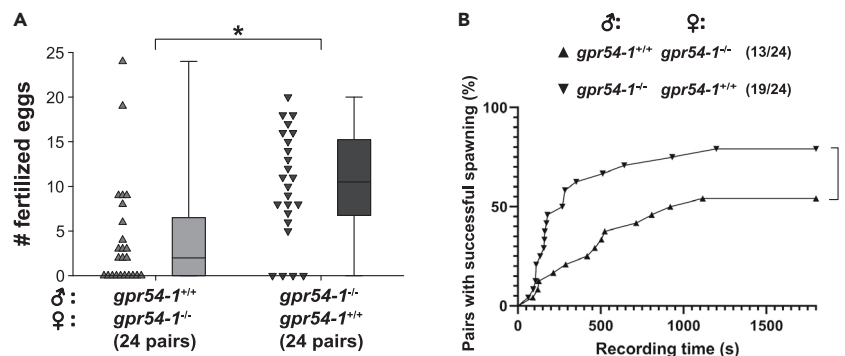 A
*
# fertilized eggs
25
20
15
10
5
0
♂: gpr54-1+/+ gpr54-1-/-
♀: gpr54-1-/- gpr54-1+/+
(24 pairs) (24 pairs)
B
♂: ♀:
▲ gpr54-1+/+ gpr54-1-/- (13/24)
▼ gpr54-1-/- gpr54-1+/+ (19/24)
Pairs with successful spawning (%)
100
50
0
0 500 1000 1500
Recording time (s)